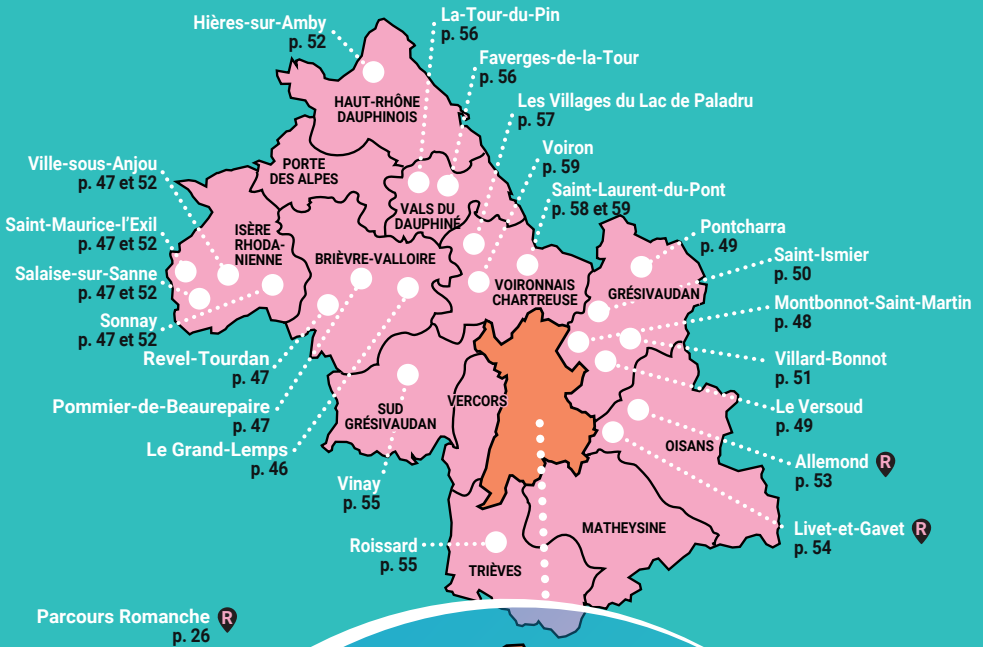 Hières-sur-Amby
p. 52
La-Tour-du-Pin
p. 56
Faverges-de-la-Tour
p. 56
Les Villages du Lac de Paladru
p. 57
Voiron
p. 59
Saint-Laurent-du-Pont
p. 58 et 59
Pontcharra
p. 49
Saint-Ismier
p. 50
Montbonnot-Saint-Martin
p. 48
Villard-Bonnot
p. 51
Le Versoud
p. 49
Allemond R
p. 53
Livet-et-Gavet R
p. 54
Ville-sous-Anjou
p. 47 et 52
Saint-Maurice-l'Exil
p. 47 et 52
Salaise-sur-Sanne
p. 47 et 52
Sonnay
p. 47 et 52
Revel-Tourdan
p. 47
Pommier-de-Beaurepaire
p. 47
Le Grand-Lemps
p. 46
Vinay
p. 55
Roissard
p. 55
HAUT-RHÔNE
DAUPHINOIS
PORTE
DES ALPES
VALS DU
DAUPHINÉ
ISÈRE
RHODA-
NIENNE
BRIÈVRE-VALLOIRE
VOIRONNAIS
CHARTREUSE
GRÉSIVAUDAN
SUD
GRÉSIVAUDAN
VERCORS
OISANS
MATHEYSINE
TRIÈVES
Parcours Romanche R
p. 26